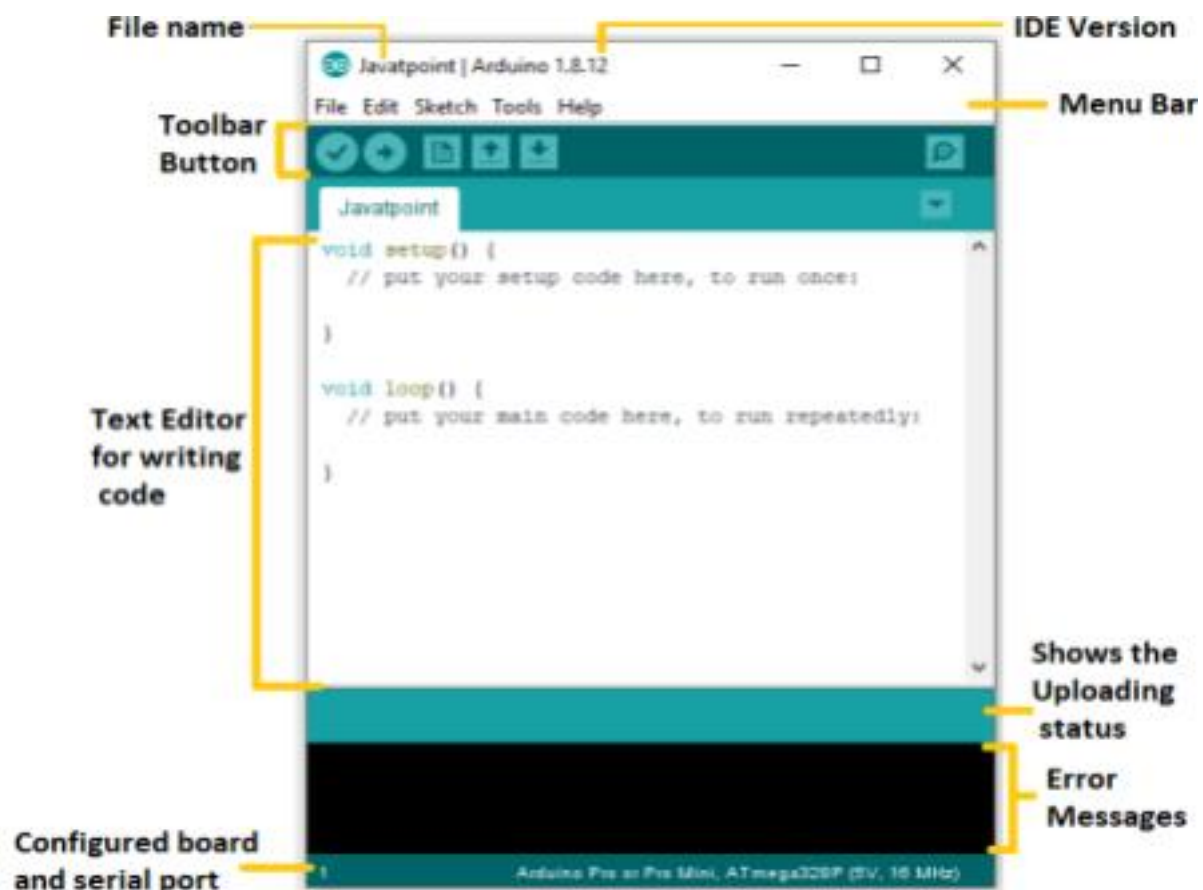 File name
IDE Version
Javatpoint | Arduino 1.8.12
File Edit Sketch Tools Help
Menu Bar
Toolbar
Button
Javatpoint
void setup() {
// put your setup code here, to run once:
}
void loop() {
// put your main code here, to run repeatedly:
}
Text Editor
for writing
code
Shows the
Uploading
status
Error
Messages
Configured board
and serial port
1
Arduino Pro or Pro Mini, ATmega328P (5V, 16 MHz)